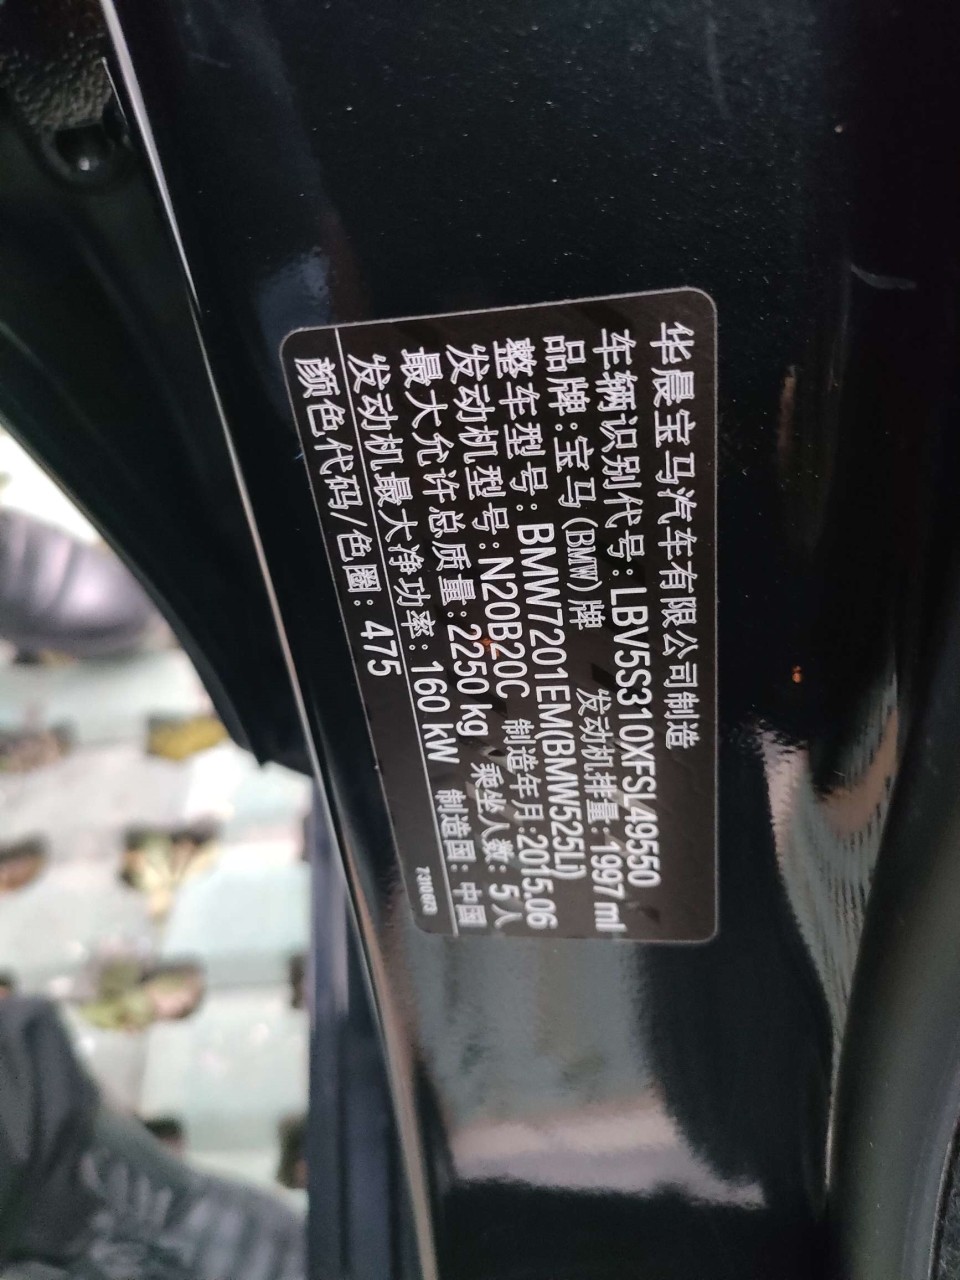 华晨宝马汽车有限公司制造
车辆识别代号: LBV5S310XFSL49550
品牌: 宝马(BMW)牌 发动机排量: 1997 ml
整车型号: BMW7201EM(BMW525LI)
发动机型号: N20B20C 制造年月: 2015.06
最大允许总质量: 2250 kg 乘坐人数: 5人
发动机最大净功率: 160 kW 制造国: 中国
颜色代码/色圈: 475